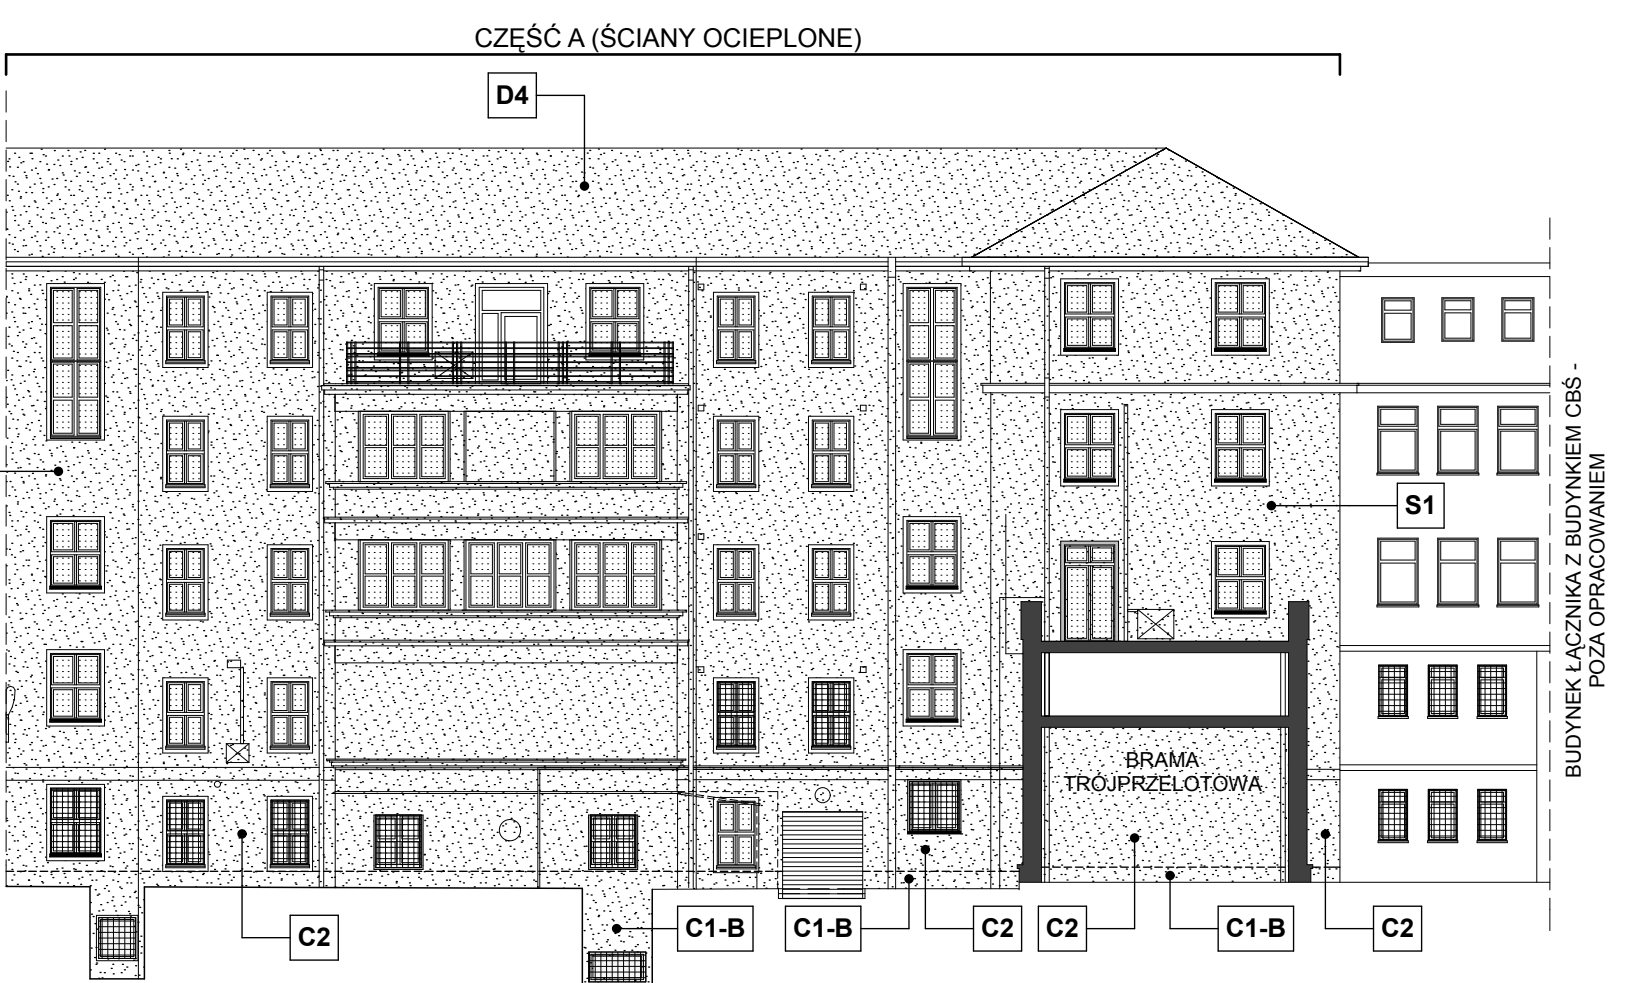 CZĘŚĆ A (ŚCIANY OCIEPLONE)
D4
S1
BUDYNEK ŁĄCZNIKA Z BUDYNKIEM CBŚ -
POZA OPRACOWANIEM
BRAMA
TRÓJPRZELOTOWA
C2
C1-B
C1-B
C2
C2
C1-B
C2